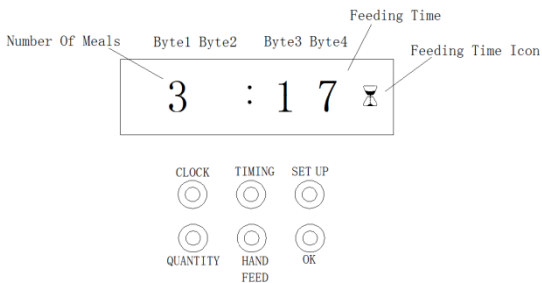 Feeding Time
Number Of Meals Byte1 Byte2 Byte3 Byte4
Feeding Time Icon
3 : 1 7
CLOCK TIMING SET UP
QUANTITY HAND FEED OK